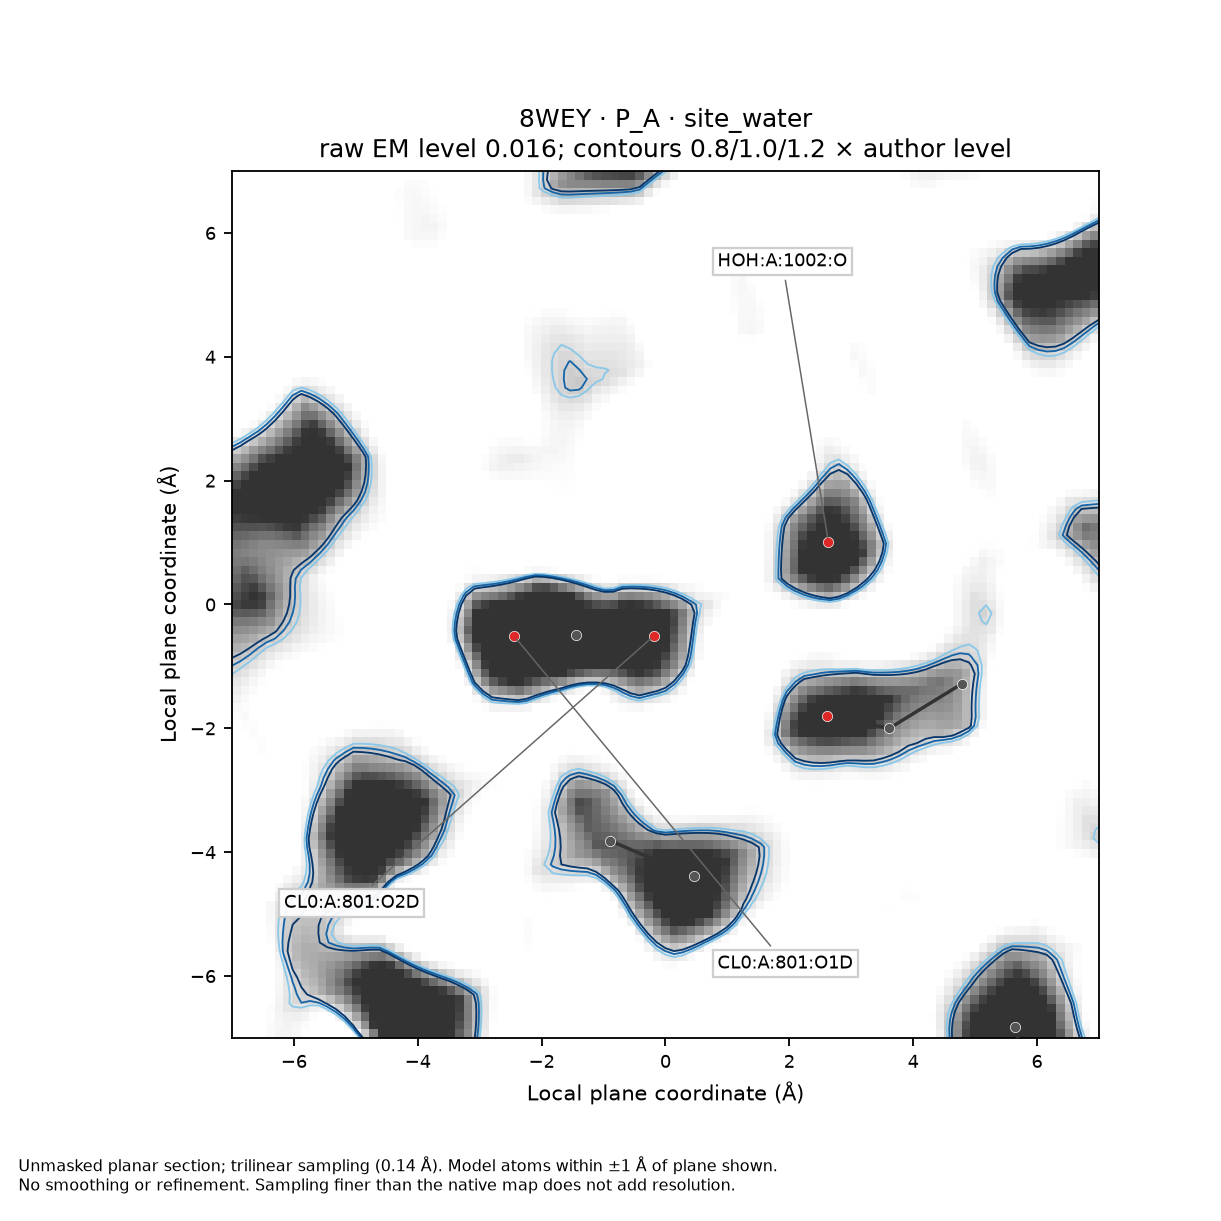 8WEY · P_A · site_water
raw EM level 0.016; contours 0.8/1.0/1.2 × author level
HOH:A:1002:O
CL0:A:801:O2D
CL0:A:801:O1D
Local plane coordinate (Å)
6
4
2
0
−2
−4
−6
−6
−4
−2
0
2
4
6
Local plane coordinate (Å)
Unmasked planar section; trilinear sampling (0.14 Å). Model atoms within ±1 Å of plane shown.
No smoothing or refinement. Sampling finer than the native map does not add resolution.